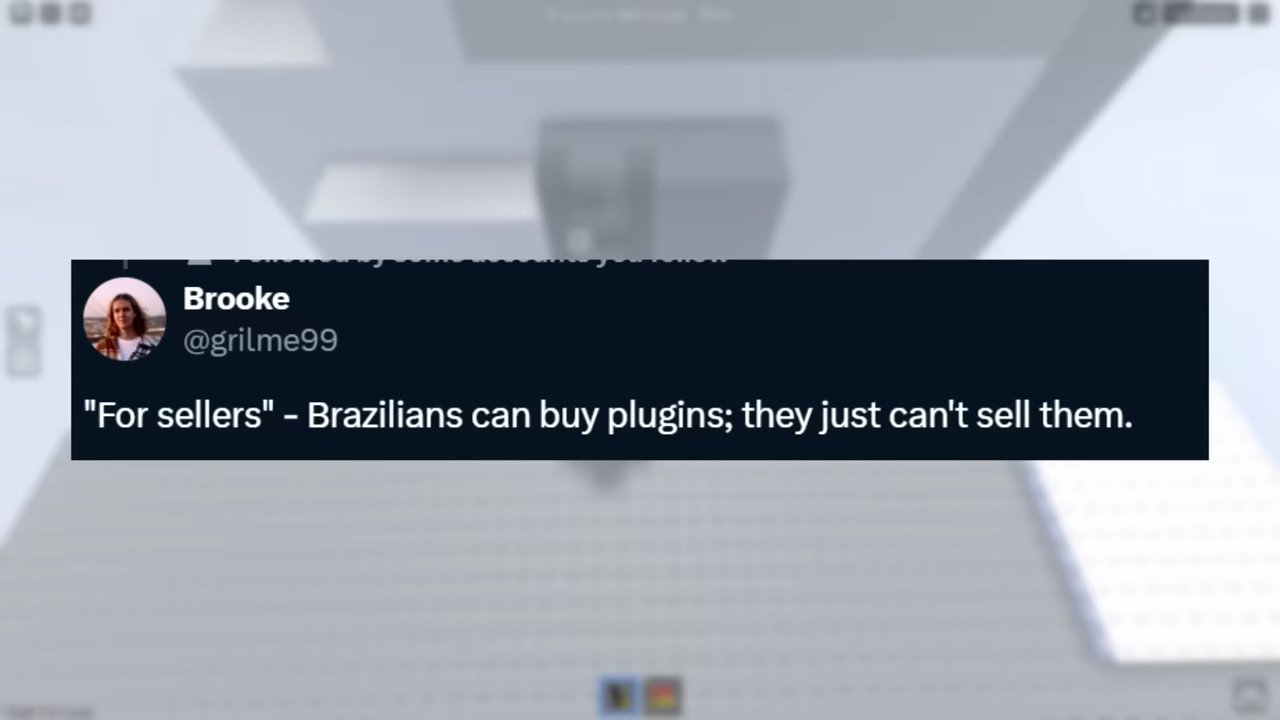 Brooke
@grilme99
"For sellers" - Brazilians can buy plugins; they just can't sell them.